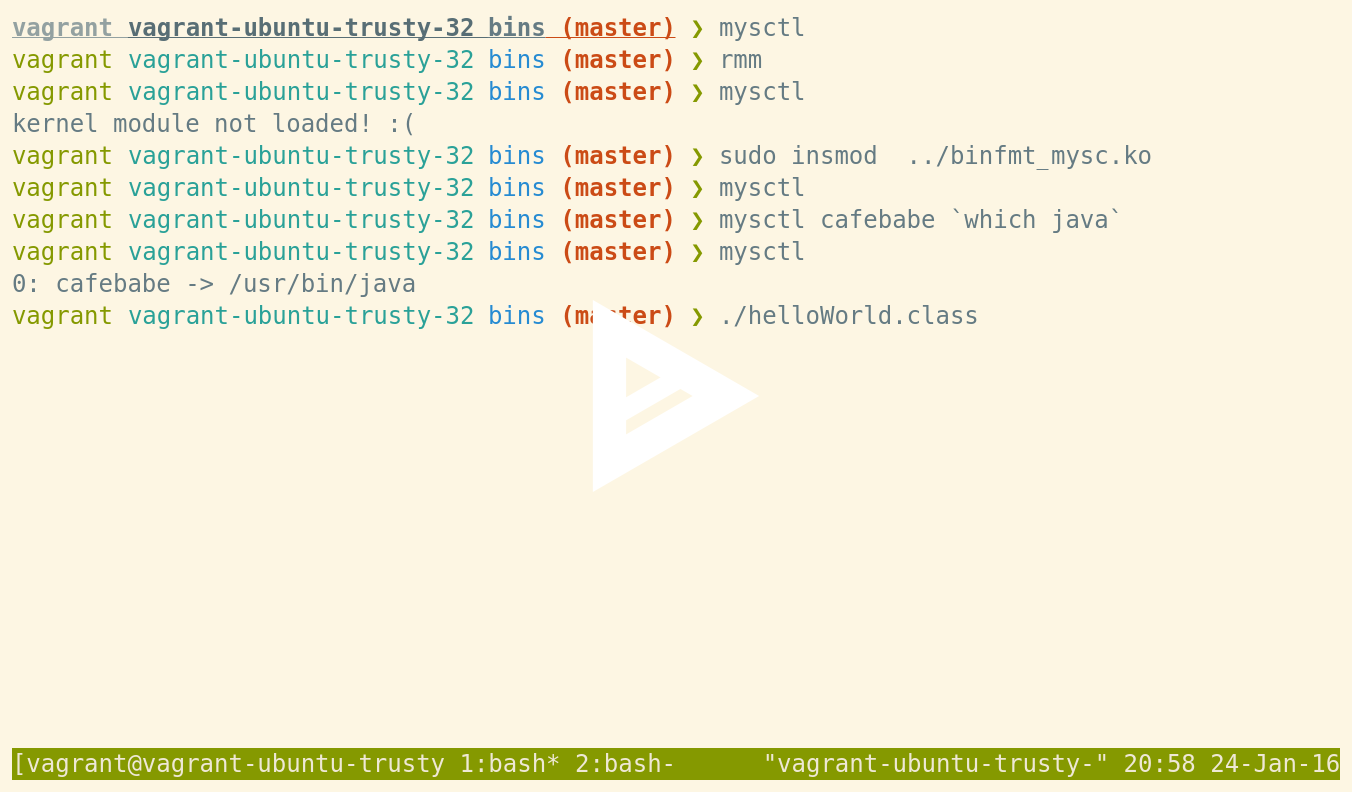 vagrant vagrant-ubuntu-trusty-32 bins (master) ❯ mysctl
vagrant vagrant-ubuntu-trusty-32 bins (master) ❯ rmm
vagrant vagrant-ubuntu-trusty-32 bins (master) ❯ mysctl
kernel module not loaded! :(
vagrant vagrant-ubuntu-trusty-32 bins (master) ❯ sudo insmod  ../binfmt_mysc.ko
vagrant vagrant-ubuntu-trusty-32 bins (master) ❯ mysctl
vagrant vagrant-ubuntu-trusty-32 bins (master) ❯ mysctl cafebabe `which java`
vagrant vagrant-ubuntu-trusty-32 bins (master) ❯ mysctl
0: cafebabe -> /usr/bin/java
vagrant vagrant-ubuntu-trusty-32 bins (master) ❯ ./helloWorld.class
[vagrant@vagrant-ubuntu-trusty 1:bash* 2:bash-      "vagrant-ubuntu-trusty-" 20:58 24-Jan-16